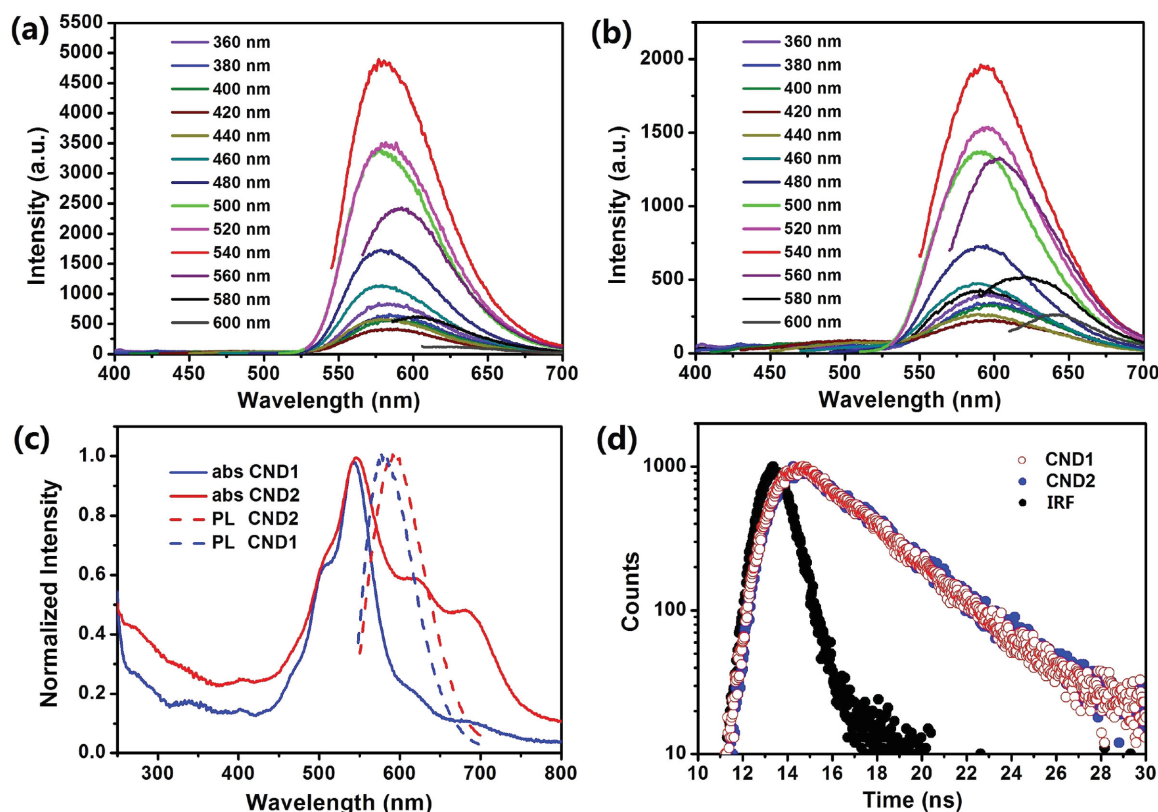 (a)
5500
5000
4500
4000
3500
3000
2500
2000
1500
1000
500
0
Intensity (a.u.)
360 nm
380 nm
400 nm
420 nm
440 nm
460 nm
480 nm
500 nm
520 nm
540 nm
560 nm
580 nm
600 nm
400 450 500 550 600 650 700
Wavelength (nm)
(b)
2000
1500
1000
500
0
Intensity (a.u.)
360 nm
380 nm
400 nm
420 nm
440 nm
460 nm
480 nm
500 nm
520 nm
540 nm
560 nm
580 nm
600 nm
400 450 500 550 600 650 700
Wavelength (nm)
(c)
1.0
0.8
0.6
0.4
0.2
0.0
Normalized Intensity
abs CND1
abs CND2
PL CND2
PL CND1
300 400 500 600 700 800
Wavelength (nm)
(d)
1000
100
10
Counts
CND1
CND2
IRF
10 12 14 16 18 20 22 24 26 28 30
Time (ns)